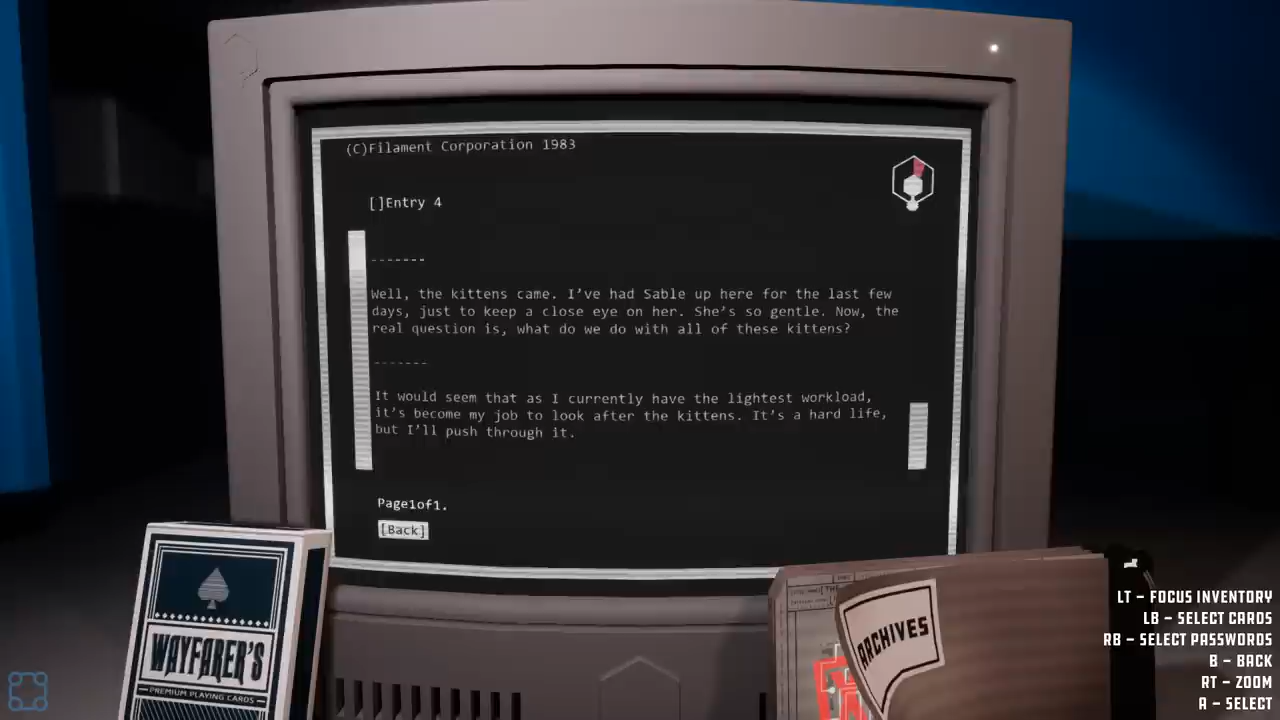 (C)Filament Corporation 1983
[]Entry 4
-------
Well, the kittens came. I've had Sable up here for the last few
days, just to keep a close eye on her. She's so gentle. Now, the
real question is, what do we do with all of these kittens?
-------
It would seem that as I currently have the lightest workload,
it's become my job to look after the kittens. It's a hard life,
but I'll push through it.
Page1of1.
[Back]
WAYFARER'S
PREMIUM PLAYING CARDS
ARCHIVES
LT – FOCUS INVENTORY
LB – SELECT CARDS
RB – SELECT PASSWORDS
B – BACK
RT – ZOOM
A – SELECT